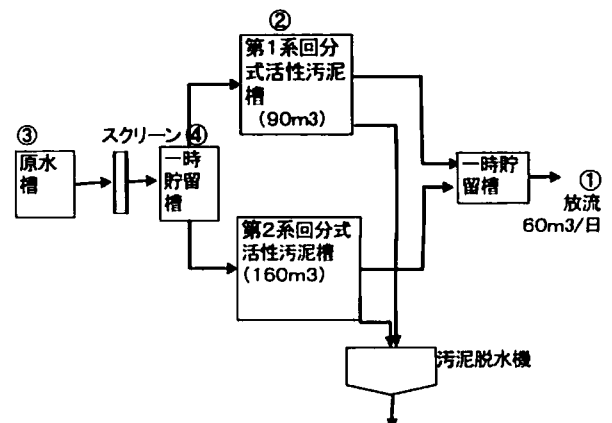 ②
第1系回分
式活性汚泥
槽
(90m3)
③
原水
槽
スクリーン
④
一時
貯留
槽
第2系回分式
活性汚泥槽
(160m3)
一時貯
留槽
①
放流
60m3/日
汚泥脱水機